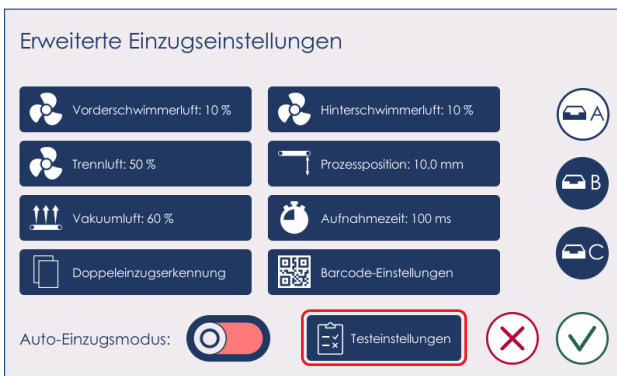 Erweiterte Einzugseinstellungen
Vorderschwimmerluft: 10 %
Hinterschwimmerluft: 10 %
A
Trennluft: 50 %
Prozessposition: 10,0 mm
B
Vakuumluft: 60 %
Aufnahmezeit: 100 ms
C
Doppeleinzugserkennung
Barcode-Einstellungen
Auto-Einzugsmodus:
Testeinstellungen